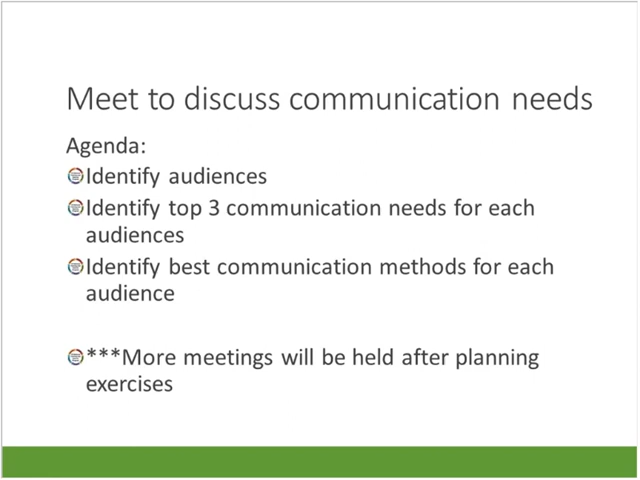 Meet to discuss communication needs
Agenda:
Identify audiences
Identify top 3 communication needs for each
audiences
Identify best communication methods for each
audience
***More meetings will be held after planning
exercises